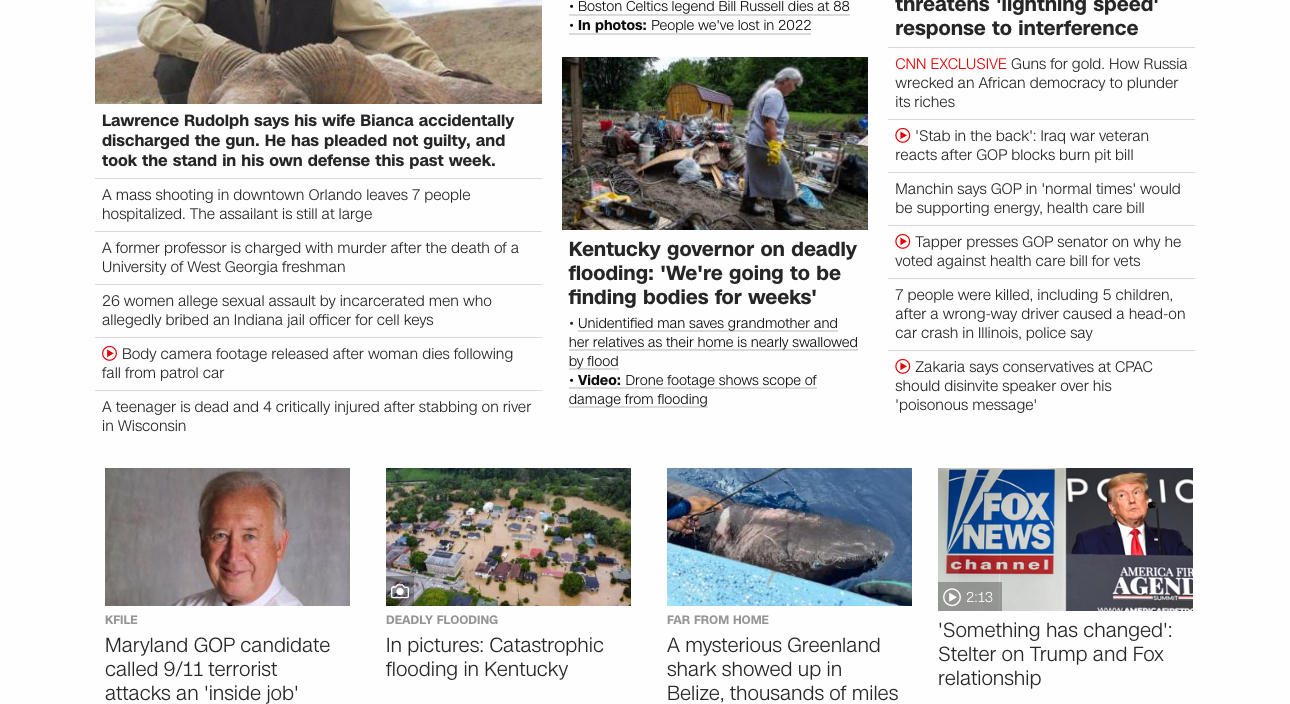 Lawrence Rudolph says his wife Bianca accidentally
discharged the gun. He has pleaded not guilty, and
took the stand in his own defense this past week.
A mass shooting in downtown Orlando leaves 7 people
hospitalized. The assailant is still at large
A former professor is charged with murder after the death of a
University of West Georgia freshman
26 women allege sexual assault by incarcerated men who
allegedly bribed an Indiana jail officer for cell keys
Body camera footage released after woman dies following
fall from patrol car
A teenager is dead and 4 critically injured after stabbing on river
in Wisconsin
• Boston Celtics legend Bill Russell dies at 88
• In photos: People we've lost in 2022
Kentucky governor on deadly
flooding: 'We're going to be
finding bodies for weeks'
• Unidentified man saves grandmother and
her relatives as their home is nearly swallowed
by flood
• Video: Drone footage shows scope of
damage from flooding
threatens 'lightning speed'
response to interference
CNN EXCLUSIVE Guns for gold. How Russia
wrecked an African democracy to plunder
its riches
'Stab in the back': Iraq war veteran
reacts after GOP blocks burn pit bill
Manchin says GOP in 'normal times' would
be supporting energy, health care bill
Tapper presses GOP senator on why he
voted against health care bill for vets
7 people were killed, including 5 children,
after a wrong-way driver caused a head-on
car crash in Illinois, police say
Zakaria says conservatives at CPAC
should disinvite speaker over his
'poisonous message'
KFILE
Maryland GOP candidate
called 9/11 terrorist
attacks an 'inside job'
DEADLY FLOODING
In pictures: Catastrophic
flooding in Kentucky
FAR FROM HOME
A mysterious Greenland
shark showed up in
Belize, thousands of miles
FOX
NEWS
channel
POLIC
AMERICA FIR
AGEND
SUMMIT
2:13
'Something has changed':
Stelter on Trump and Fox
relationship